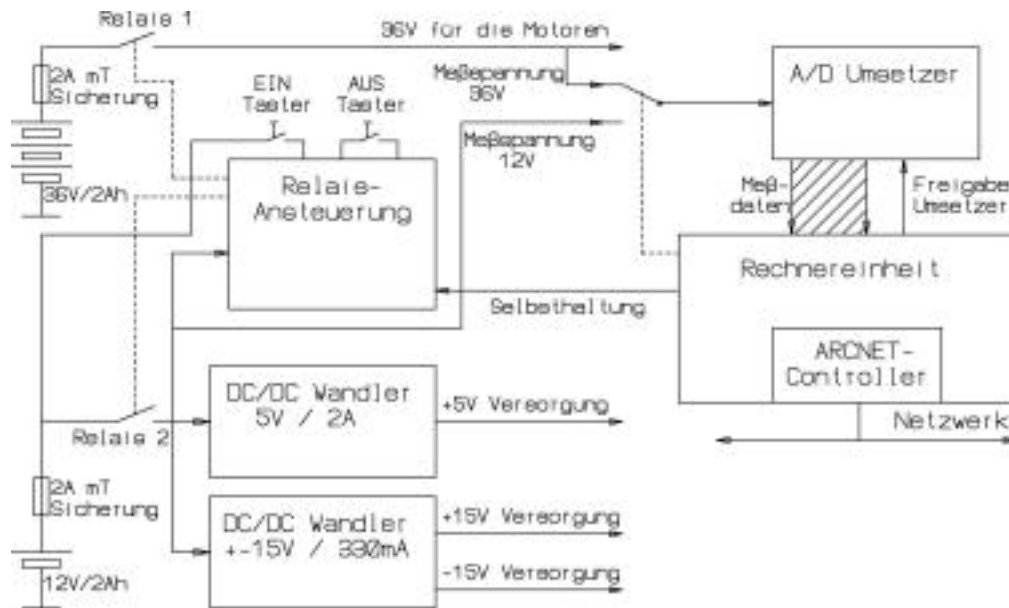 Relais 1
36V für die Motoren
2A mT
Sicherung
EIN
Taster
AUS
Taster
Meßspannung
36V
A/D Umsetzer
Meßspannung
12V
36V/2Ah
Relais-
Ansteuerung
Meß-
daten
Freigabe
Umsetzer
Rechnereinheit
Selbsthaltung
ARCNET-
Controller
DC/DC Wandler
5V / 2A
+5V Versorgung
Netzwerk
Relais 2
2A mT
Sicherung
DC/DC Wandler
+-15V / 330mA
+15V Versorgung
-15V Versorgung
12V/2Ah